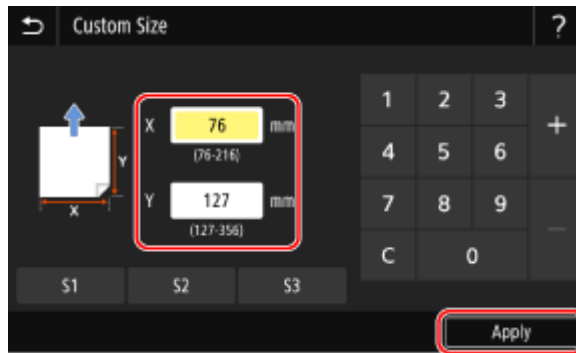 Custom Size ?
X 76 mm
(76-216)
Y 127 mm
(127-356)
Y
X
1 2 3 +
4 5 6
7 8 9 −
C 0
S1 S2 S3
Apply